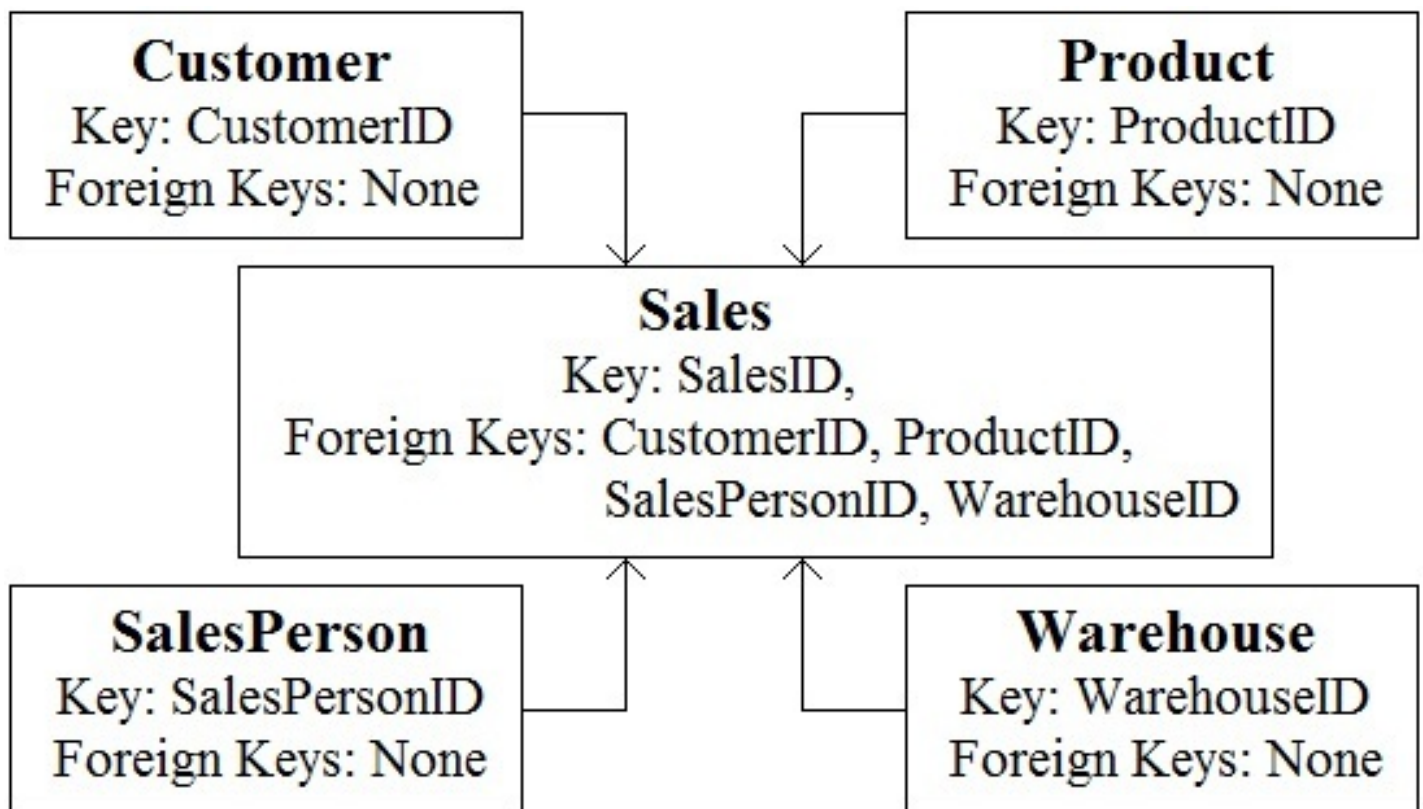 Customer
Key: CustomerID
Foreign Keys: None
Product
Key: ProductID
Foreign Keys: None
Sales
Key: SalesID,
Foreign Keys: CustomerID, ProductID,
SalesPersonID, WarehouseID
SalesPerson
Key: SalesPersonID
Foreign Keys: None
Warehouse
Key: WarehouseID
Foreign Keys: None